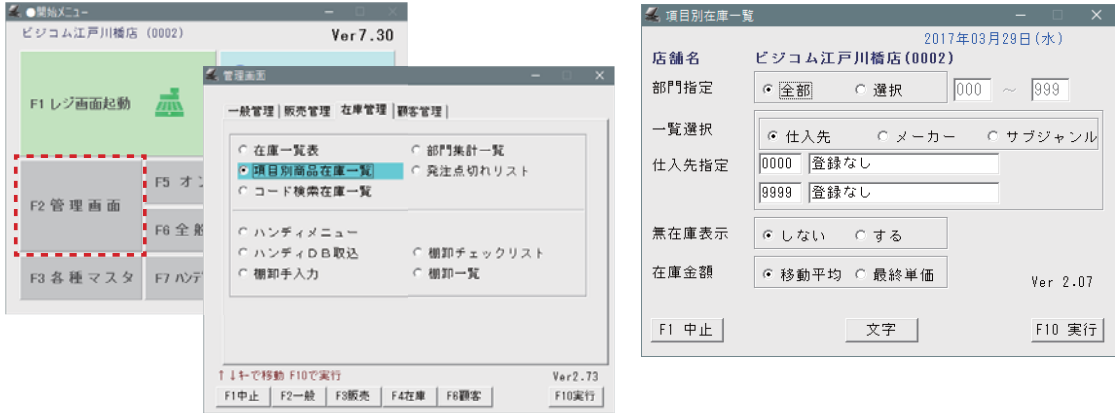 ●開始メニュー
ビジコム江戸川橋店 (0002)
Ver7.30
F1 レジ画面起動
F2 管理画面
F5 オン
F6 全般
F3 各種マスタ
F7 ハンデ
管理画面
一般管理 販売管理 在庫管理 顧客管理
在庫一覧表 部門集計一覧
項目別商品在庫一覧 発注点切れリスト
コード検索在庫一覧
ハンディメニュー
ハンディDB取込 棚卸チェックリスト
棚卸手入力 棚卸一覧
↑↓キーで移動 F10で実行
Ver2.73
F1中止 F2一般 F3販売 F4在庫 F6顧客 F10実行
項目別在庫一覧
2017年03月29日(水)
店舗名 ビジコム江戸川橋店(0002)
部門指定 全部 選択 000 ～ 999
一覧選択 仕入先 メーカー サブジャンル
仕入先指定 0000 登録なし
9999 登録なし
無在庫表示 しない する
在庫金額 移動平均 最終単価
Ver 2.07
F1 中止 文字 F10 実行